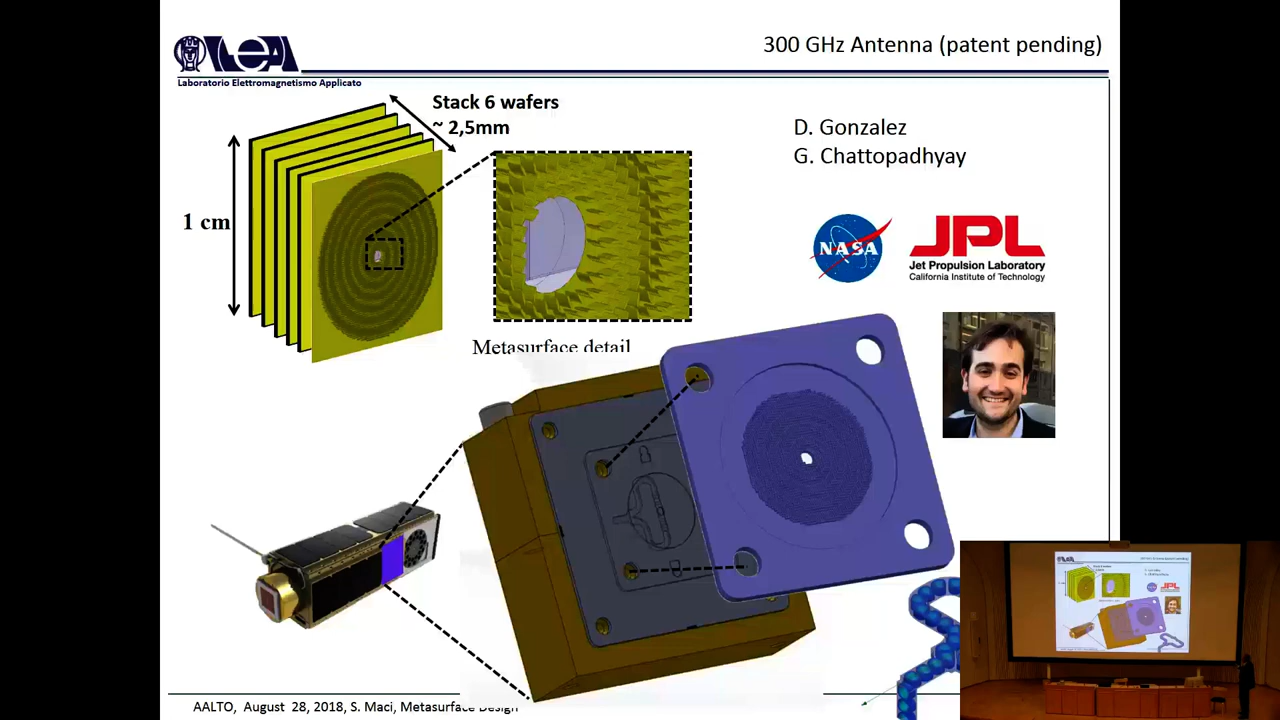 LEA
Laboratorio Elettromagnetismo Applicato
300 GHz Antenna (patent pending)
Stack 6 wafers
~ 2,5mm
1 cm
D. Gonzalez
G. Chattopadhyay
NASA
JPL
Jet Propulsion Laboratory
California Institute of Technology
Metasurface detail
AALTO, August 28, 2018, S. Maci, Metasurface Design